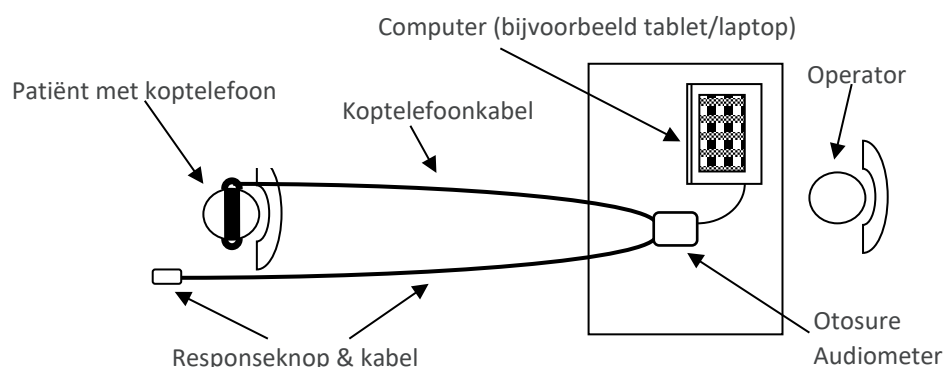 Computer (bijvoorbeeld tablet/laptop)
Operator
Patiënt met koptelefoon
Koptelefoonkabel
Otosure
Audiometer
Responseknop & kabel